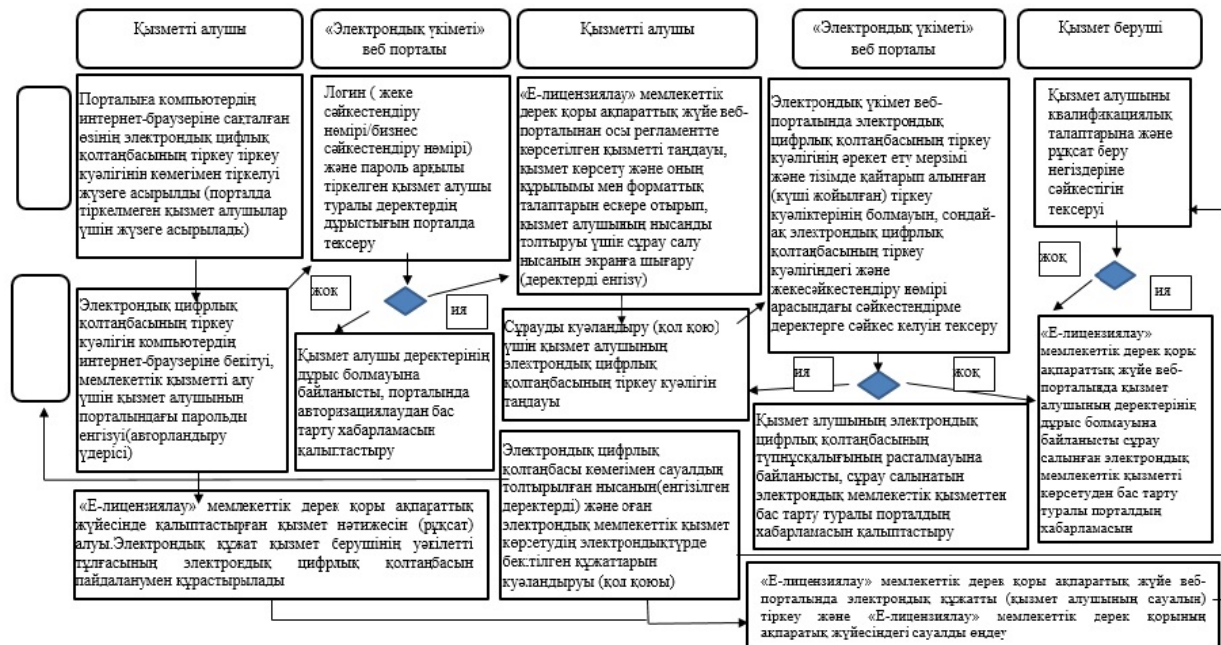 Қызметті алушы
«Электрондық үкіметі»
веб порталы
Қызметті алушы
«Электрондық үкіметі» веб
порталы
Қызмет беруші
Порталына компьютердің
интернет-браузеріне сақталған
өзінің электрондық цифлық
қолтаңбасының тіркеу тіркеу
куәлігінін көмегімен тіркелуі
жүзеге асырылды (порталда
тіркелмеген қызмет алушылар
үшін жүзеге асырылады)
Логин ( жеке
сәйкестендіру
нөмірі/бизнес
сәйкестендіру нөмірі)
және пароль арқылы
тіркелген қызмет алушы
туралы деректердің
дұрыстығын порталда
тексеру
«Е-лицензиялау» мемлекеттік
дерек қоры ақпараттық жүйе веб-
порталынан осы регламентте
көрсетілген қызметті таңдауы,
қызмет көрсету және оның
құрылымы мен форматтық
талаптарын ескере отырып,
қызмет алушының нысанды
толтыруы үшін сұрау салу
нысанын экранға шығару
(деректерді енгізу)
Электрондық үкімет веб-
порталында электрондық
цифрлық қолтаңбасының тіркеу
куәлігінің әрекет ету мерзімі
және тізімде қайтарып алынған
(күші жойылған) тіркеу
куәліктерінің болмауын, сондай-
ақ электрондық цифрлық
қолтаңбасының тіркеу
куәлігіндегі және
жекесәйкестендіру нөмірі
арасындағы сәйкестендірме
деректерге сәйкес келуін тексеру
Қызмет алушыны
квалификациялық
талаптарына және
рұқсат беру
негіздеріне
сәйкестігін
тексеруі
жоқ
ия
ия
жоқ
жоқ
ия
Электрондық цифрлық
қолтаңбасының тіркеу
куәлігін компьютердің
интернет-браузеріне бекітуі,
мемлекеттік қызметті алу
үшін қызмет алушынын
порталындағы парольды
енгізуі(авторландыру
үдерісі)
Қызмет алушы деректерінің
дұрыс болмауына
байланысты, порталында
авторизациялаудан бас
тарту хабарламасын
қалыптастыру
Сұрауды куәландыру (қол қою)
үшін қызмет алушының
электрондық цифрлық
қолтаңбасының тіркеу куәлігін
таңдауы
Қызмет алушының электрондық
цифрлық қолтаңбасының
түпнұсқалығының расталмауына
байланысты, сұрау салынатын
электрондық мемлекеттік қызметтен
бас тарту туралы порталдың
хабарламасын қалыптастыру
«Е-лицензиялау»
мемлекеттік дерек қоры
ақпараттық жүйе веб-
порталында қызмет
алушының деректерінің
дұрыс болмауына
байланысты сұрау
салынған электрондық
мемлекеттік қызметті
көрсетуден бас тарту
туралы порталдың
хабарламасын
«Е-лицензиялау» мемлекеттік дерек қоры ақпараттық
жүйесінде қалыптастырған қызмет нәтижесін (рұқсат)
алуы.Электрондық құжат қызмет берушінің уәкілетті
тұлғасының электрондық цифрлық қолтаңбасын
пайдаланумен құрастырылады
Электрондық цифрлық
қолтаңбасы көмегімен сауалдың
толтырылған нысанын(енгізілген
деректерді) және оған
электрондық мемлекеттік қызмет
көрсетудің электрондықтүрде
бекітілген құжаттарын
куәландыруы (қол қоюы)
«Е-лицензиялау» мемлекеттік дерек қоры ақпараттық жүйе веб-
порталында электрондық құжатты (қызмет алушының сауалын)
тіркеу және «Е-лицензиялау» мемлекеттік дерек қорының
ақпаратық жүйесіндегі сауалды өңдеу